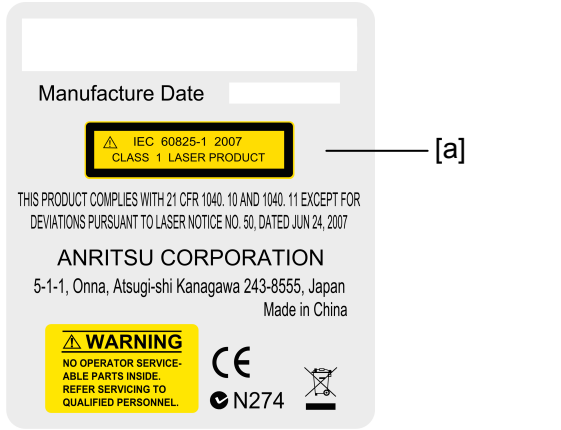 Manufacture Date
IEC 60825-1 2007
CLASS 1 LASER PRODUCT
[a]
THIS PRODUCT COMPLIES WITH 21 CFR 1040. 10 AND 1040. 11 EXCEPT FOR
DEVIATIONS PURSUANT TO LASER NOTICE NO. 50, DATED JUN 24, 2007
ANRITSU CORPORATION
5-1-1, Onna, Atsugi-shi Kanagawa 243-8555, Japan
Made in China
WARNING
NO OPERATOR SERVICE-
ABLE PARTS INSIDE.
REFER SERVICING TO
QUALIFIED PERSONNEL.
CE
N274